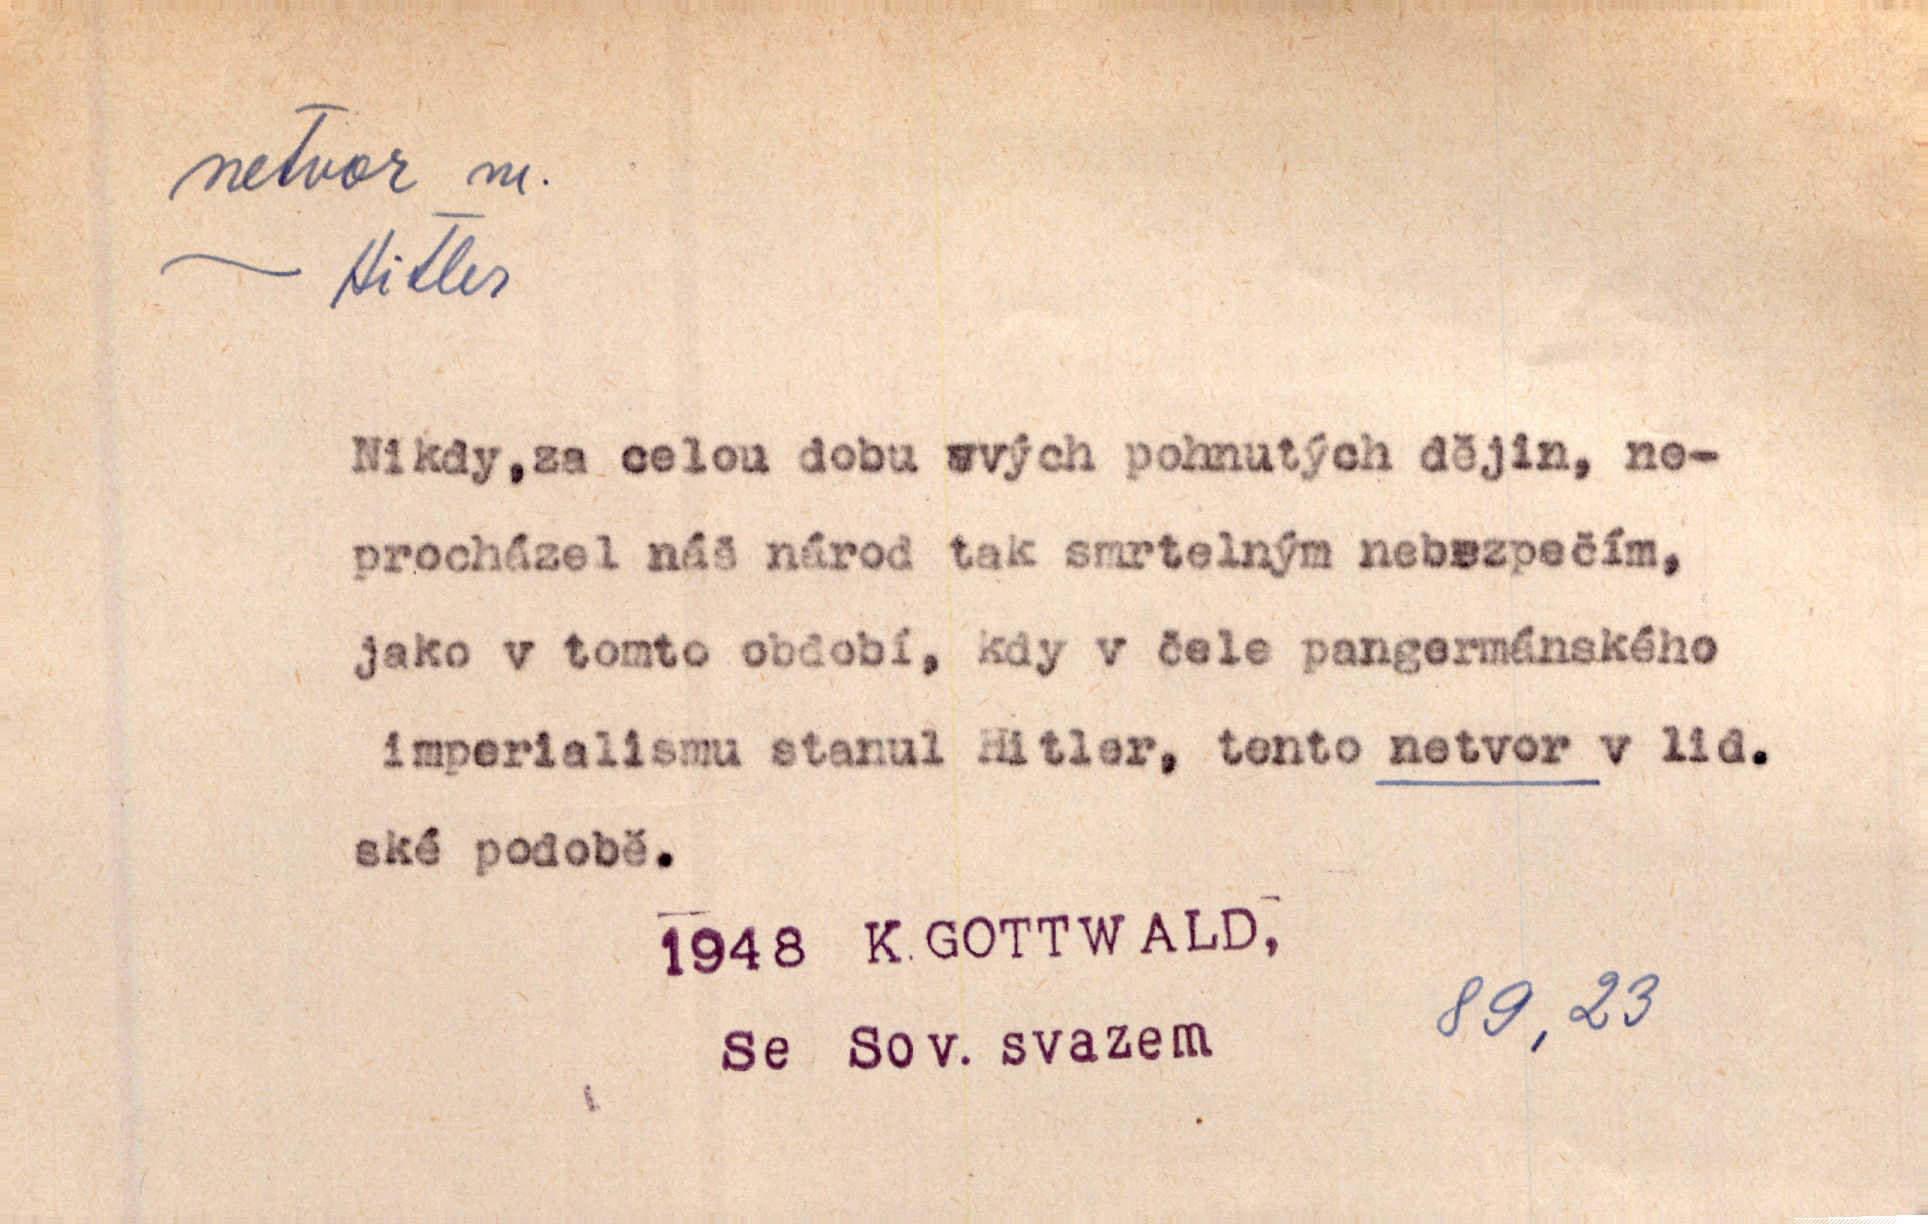 netvor m.
~ Hitler
Nikdy,za celou dobu svých pohnutých dějin, ne-
procházel náš národ tak smrtelným nebezpečím,
jako v tomto období, kdy v čele pangermánského
imperialismu stanul Hitler, tento netvor v lid.
ské podobě.
1948 K. GOTTWALD,
Se Sov. svazem
89,23